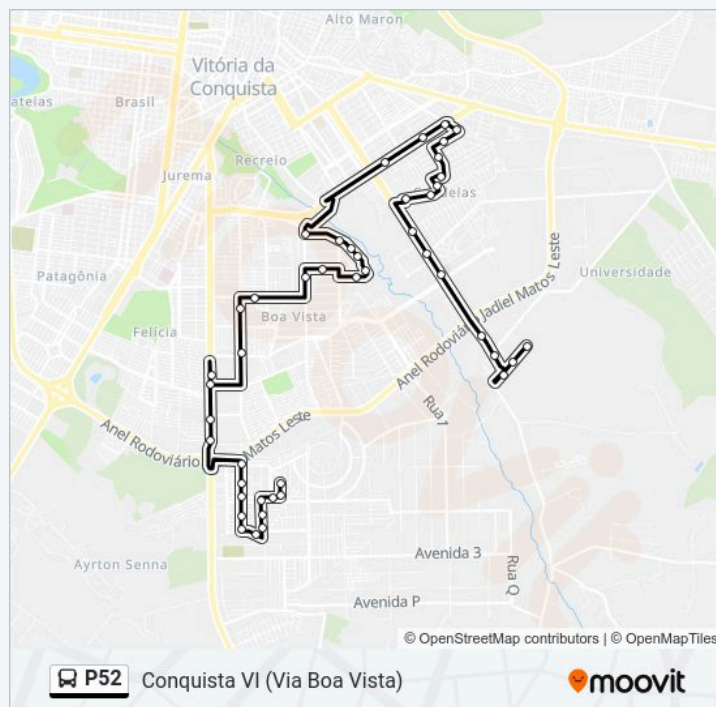 Alto Maron
Vitória da
Conquista
ateias
Brasil
Recreio
Jurema
Patagônia
Universidade
Anel Rodoviário Jadiel Matos Leste
Boa Vista
Felícia
Rua 1
Anel Rodoviário
Matos Leste
Avenida 3
Ayrton Senna
Rua Q
Avenida P
© OpenStreetMap contributors | © OpenMapTiles
P52
Conquista VI (Via Boa Vista)
moovit